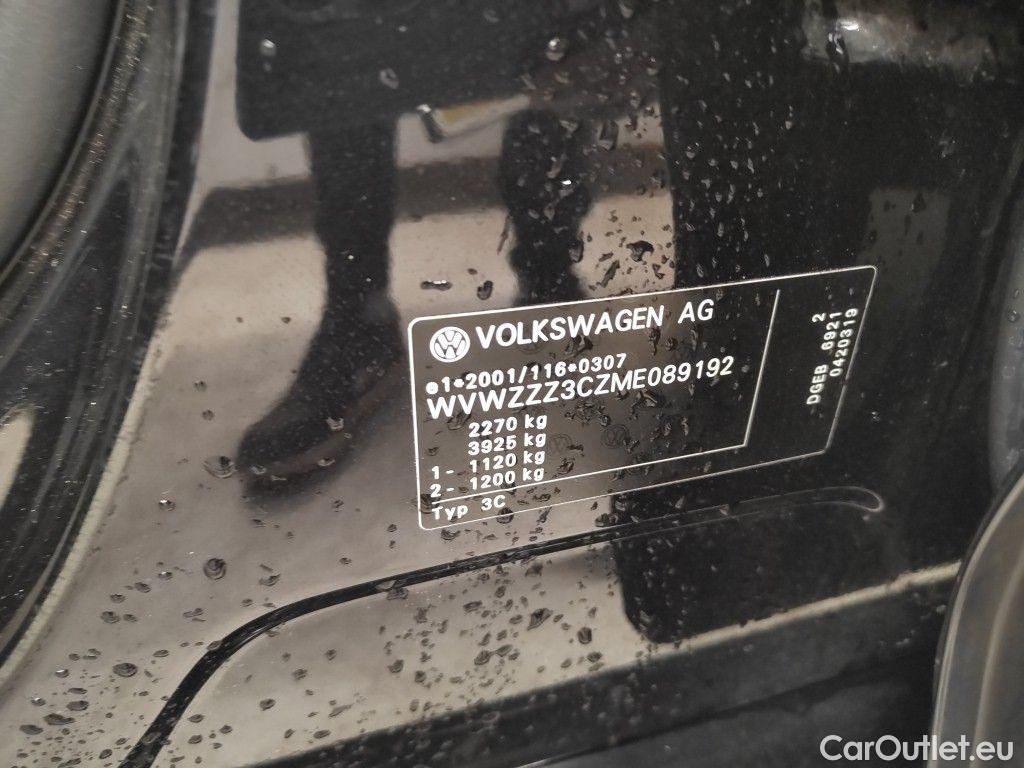 VOLKSWAGEN AG
e1*2001/116*0307
WVWZZZ3CZME089192
2270 kg
3925 kg
1 - 1120 kg
2 - 1200 kg
Typ 3C
DGEB 6921 2
0420319
CarOutlet.eu